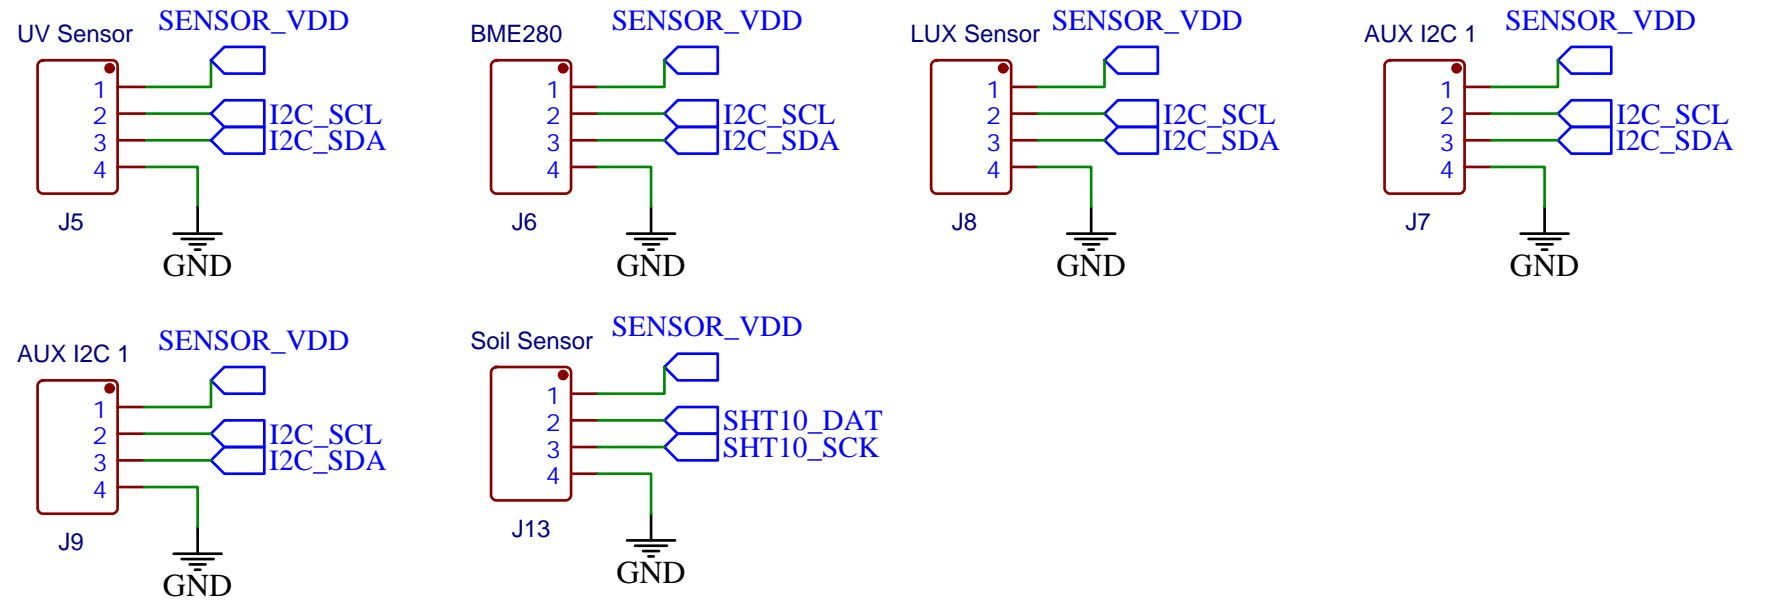 UV Sensor
SENSOR_VDD
1
2
3
4
I2C_SCL
I2C_SDA
J5
GND
BME280
SENSOR_VDD
1
2
3
4
I2C_SCL
I2C_SDA
J6
GND
LUX Sensor
SENSOR_VDD
1
2
3
4
I2C_SCL
I2C_SDA
J8
GND
AUX I2C 1
SENSOR_VDD
1
2
3
4
I2C_SCL
I2C_SDA
J7
GND
AUX I2C 1
SENSOR_VDD
1
2
3
4
I2C_SCL
I2C_SDA
J9
GND
Soil Sensor
SENSOR_VDD
1
2
3
4
SHT10_DAT
SHT10_SCK
J13
GND